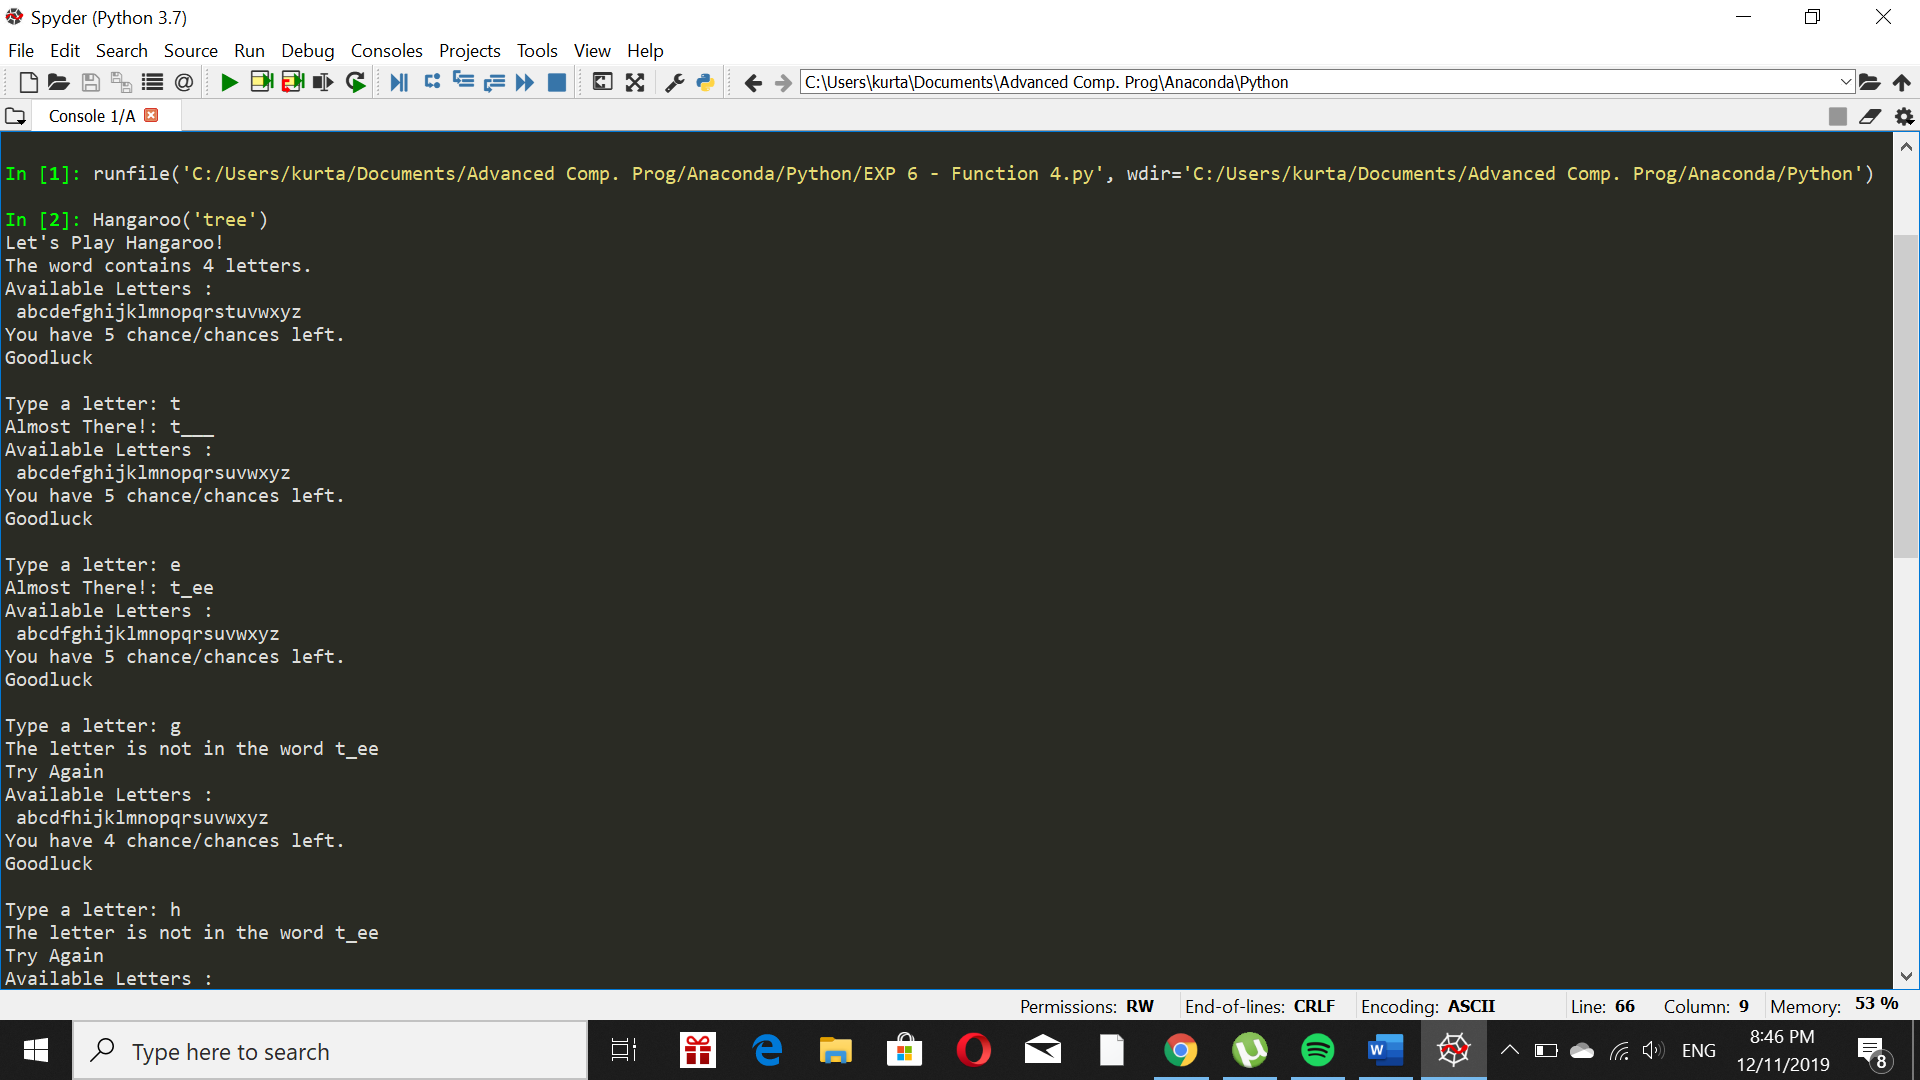 Spyder (Python 3.7)
File Edit Search Source Run Debug Consoles Projects Tools View Help
C:\Users\kurta\Documents\Advanced Comp. Prog\Anaconda\Python
Console 1/A
In [1]: runfile('C:/Users/kurta/Documents/Advanced Comp. Prog/Anaconda/Python/EXP 6 - Function 4.py', wdir='C:/Users/kurta/Documents/Advanced Comp. Prog/Anaconda/Python')
In [2]: Hangaroo('tree')
Let's Play Hangaroo!
The word contains 4 letters.
Available Letters :
 abcdefghijklmnopqrstuvwxyz
You have 5 chance/chances left.
Goodluck
Type a letter: t
Almost There!: t___
Available Letters :
 abcdefghijklmnopqrsuvwxyz
You have 5 chance/chances left.
Goodluck
Type a letter: e
Almost There!: t_ee
Available Letters :
 abcdfghijklmnopqrsuvwxyz
You have 5 chance/chances left.
Goodluck
Type a letter: g
The letter is not in the word t_ee
Try Again
Available Letters :
 abcdfhijklmnopqrsuvwxyz
You have 4 chance/chances left.
Goodluck
Type a letter: h
The letter is not in the word t_ee
Try Again
Available Letters :
Permissions: RW End-of-lines: CRLF Encoding: ASCII Line: 66 Column: 9 Memory: 53 %
Type here to search
ENG
8:46 PM
12/11/2019
8